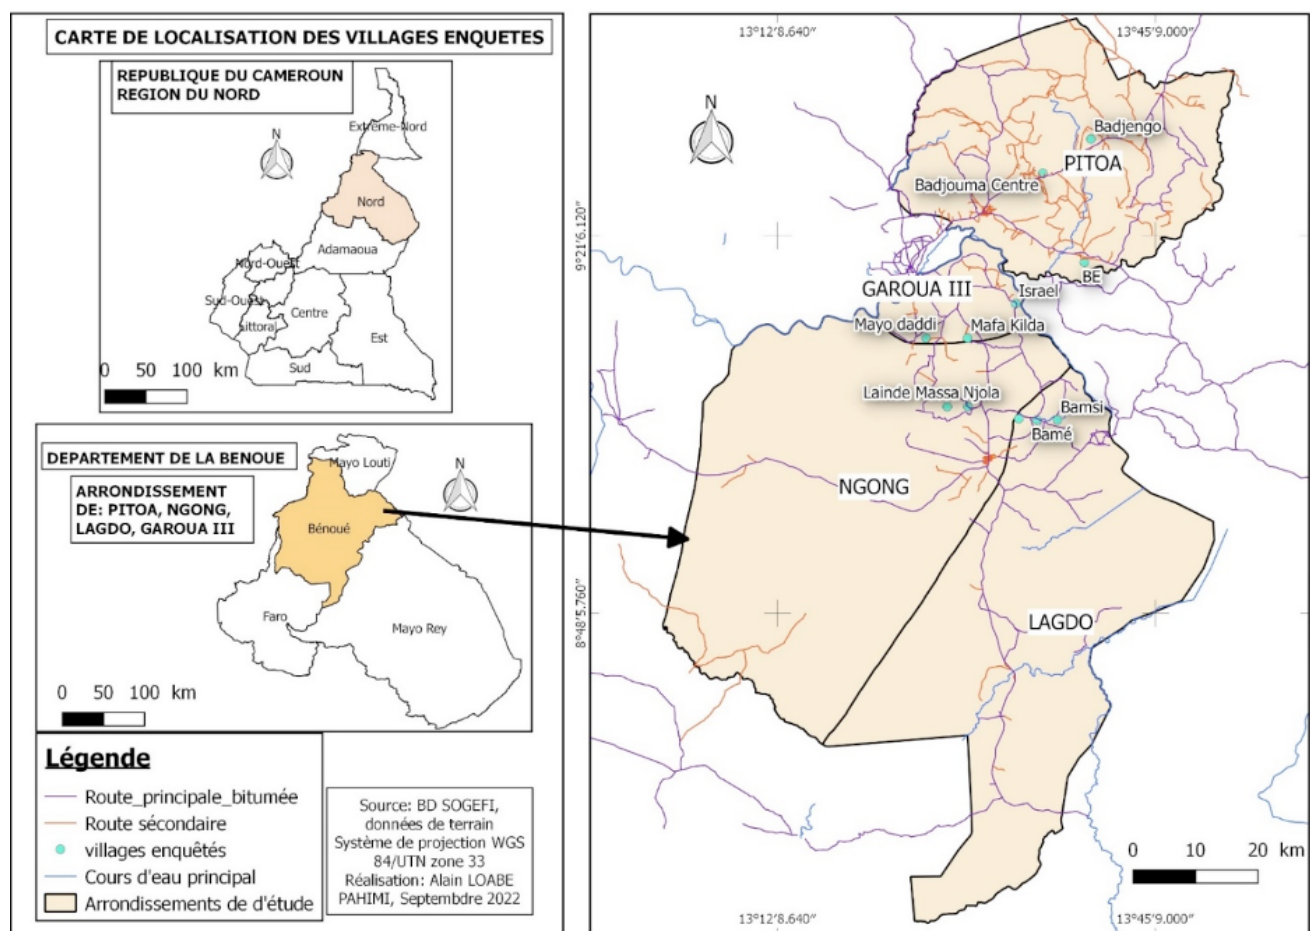 CARTE DE LOCALISATION DES VILLAGES ENQUETES
REPUBLIQUE DU CAMEROUN
REGION DU NORD
N
Extrême-Nord
Nord
Adamaoua
Nord-Ouest
Sud-Ouest
Centre
Littoral
Est
Sud
0 50 100 km
DEPARTEMENT DE LA BENOUE
Mayo Louti
N
ARRONDISSEMENT
DE: PITOA, NGONG,
LAGDO, GAROUA III
Bénoué
Faro
Mayo Rey
0 50 100 km
Légende
Route_principale_bitumée
Route sécondaire
villages enquêtés
Cours d'eau principal
Arrondissements de d'étude
Source: BD SOGEFI,
données de terrain
Système de projection WGS
84/UTN zone 33
Réalisation: Alain LOABE
PAHIMI, Septembdre 2022
13°12′8.640″ 13°45′9.000″
N
Badjengo
PITOA
Badjouma Centre
9°21′6.120″
BE
GAROUA III
Israel
Mayo daddi
Mafa Kilda
Lainde Massa Njola
Bamsi
Bamé
NGONG
8°48′5.760″
LAGDO
0 10 20 km
13°12′8.640″ 13°45′9.000″